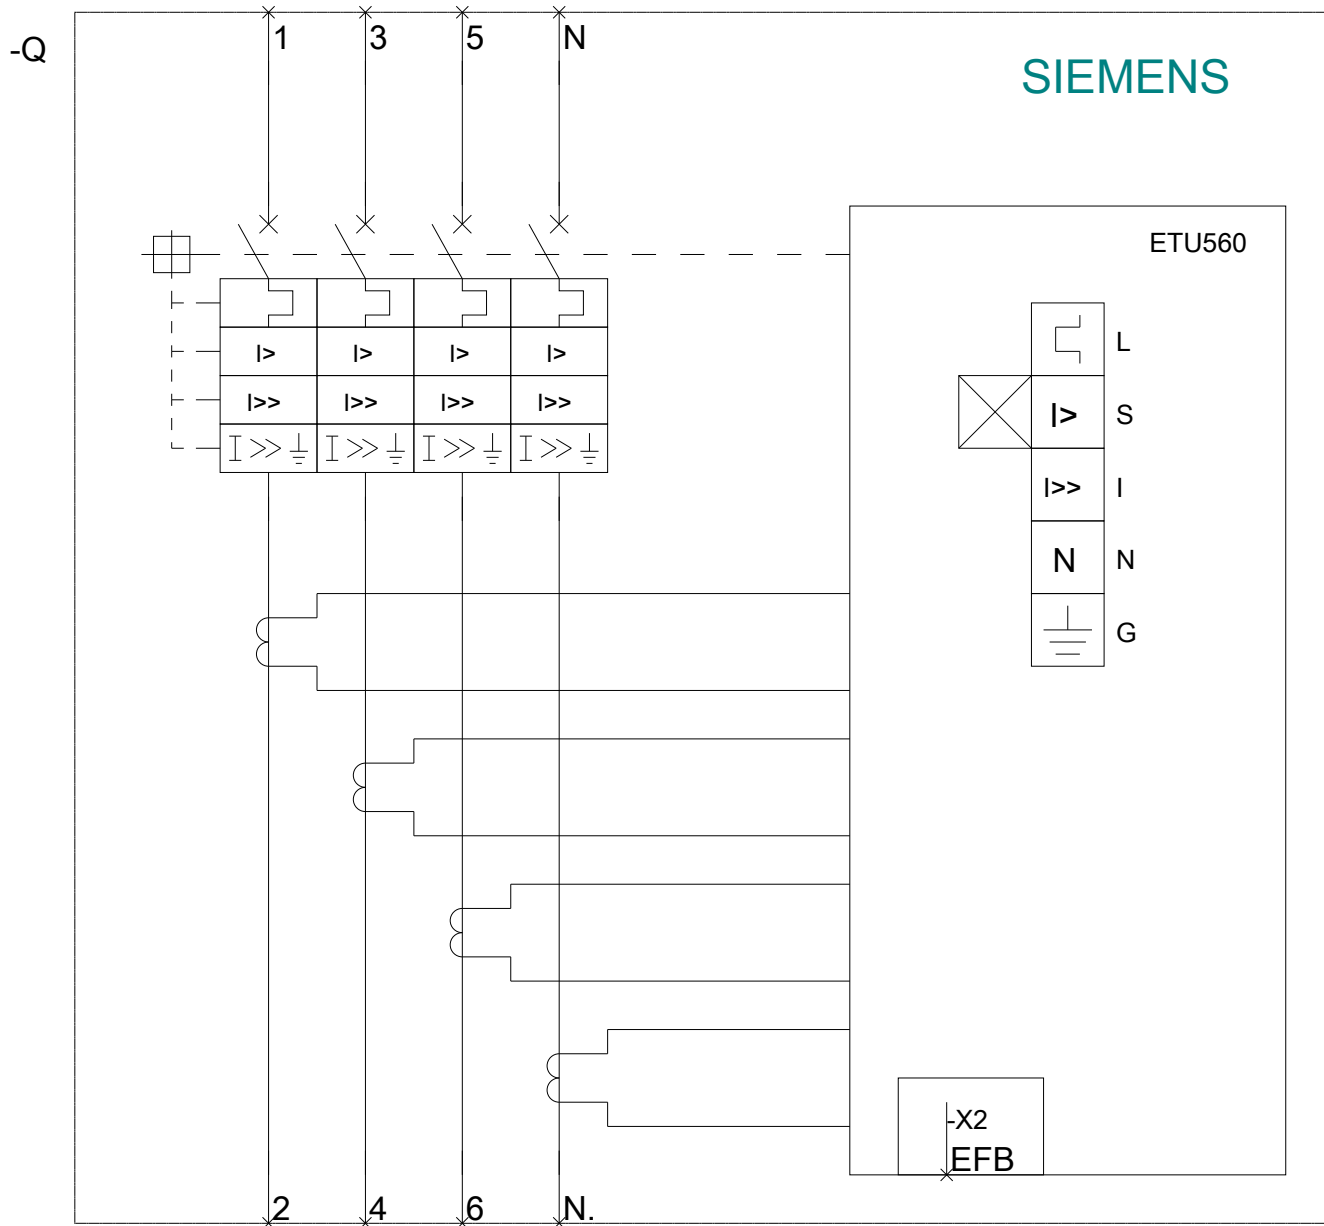 1 3 5 N
-Q
SIEMENS
ETU560
L
I> I> I> I>
I>> I>> I>> I>>
I>> I>> I>> I>>
I> S
I>> I
N N
G
-X2
EFB
2 4 6 N.